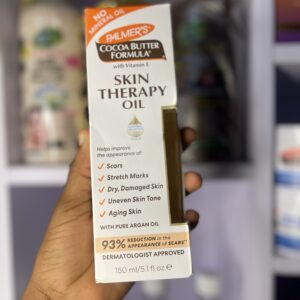 NO
MINERAL OIL
PALMER'S
COCOA BUTTER
FORMULA®
with Vitamin E
SKIN
THERAPY
OIL
Helps improve
the appearance of:
✓ Scars
✓ Stretch Marks
✓ Dry, Damaged Skin
✓ Uneven Skin Tone
✓ Aging Skin
WITH PURE ARGAN OIL
93% REDUCTION in the
APPEARANCE OF SCARS
DERMATOLOGIST APPROVED
150 ml/5.1 fl oz e